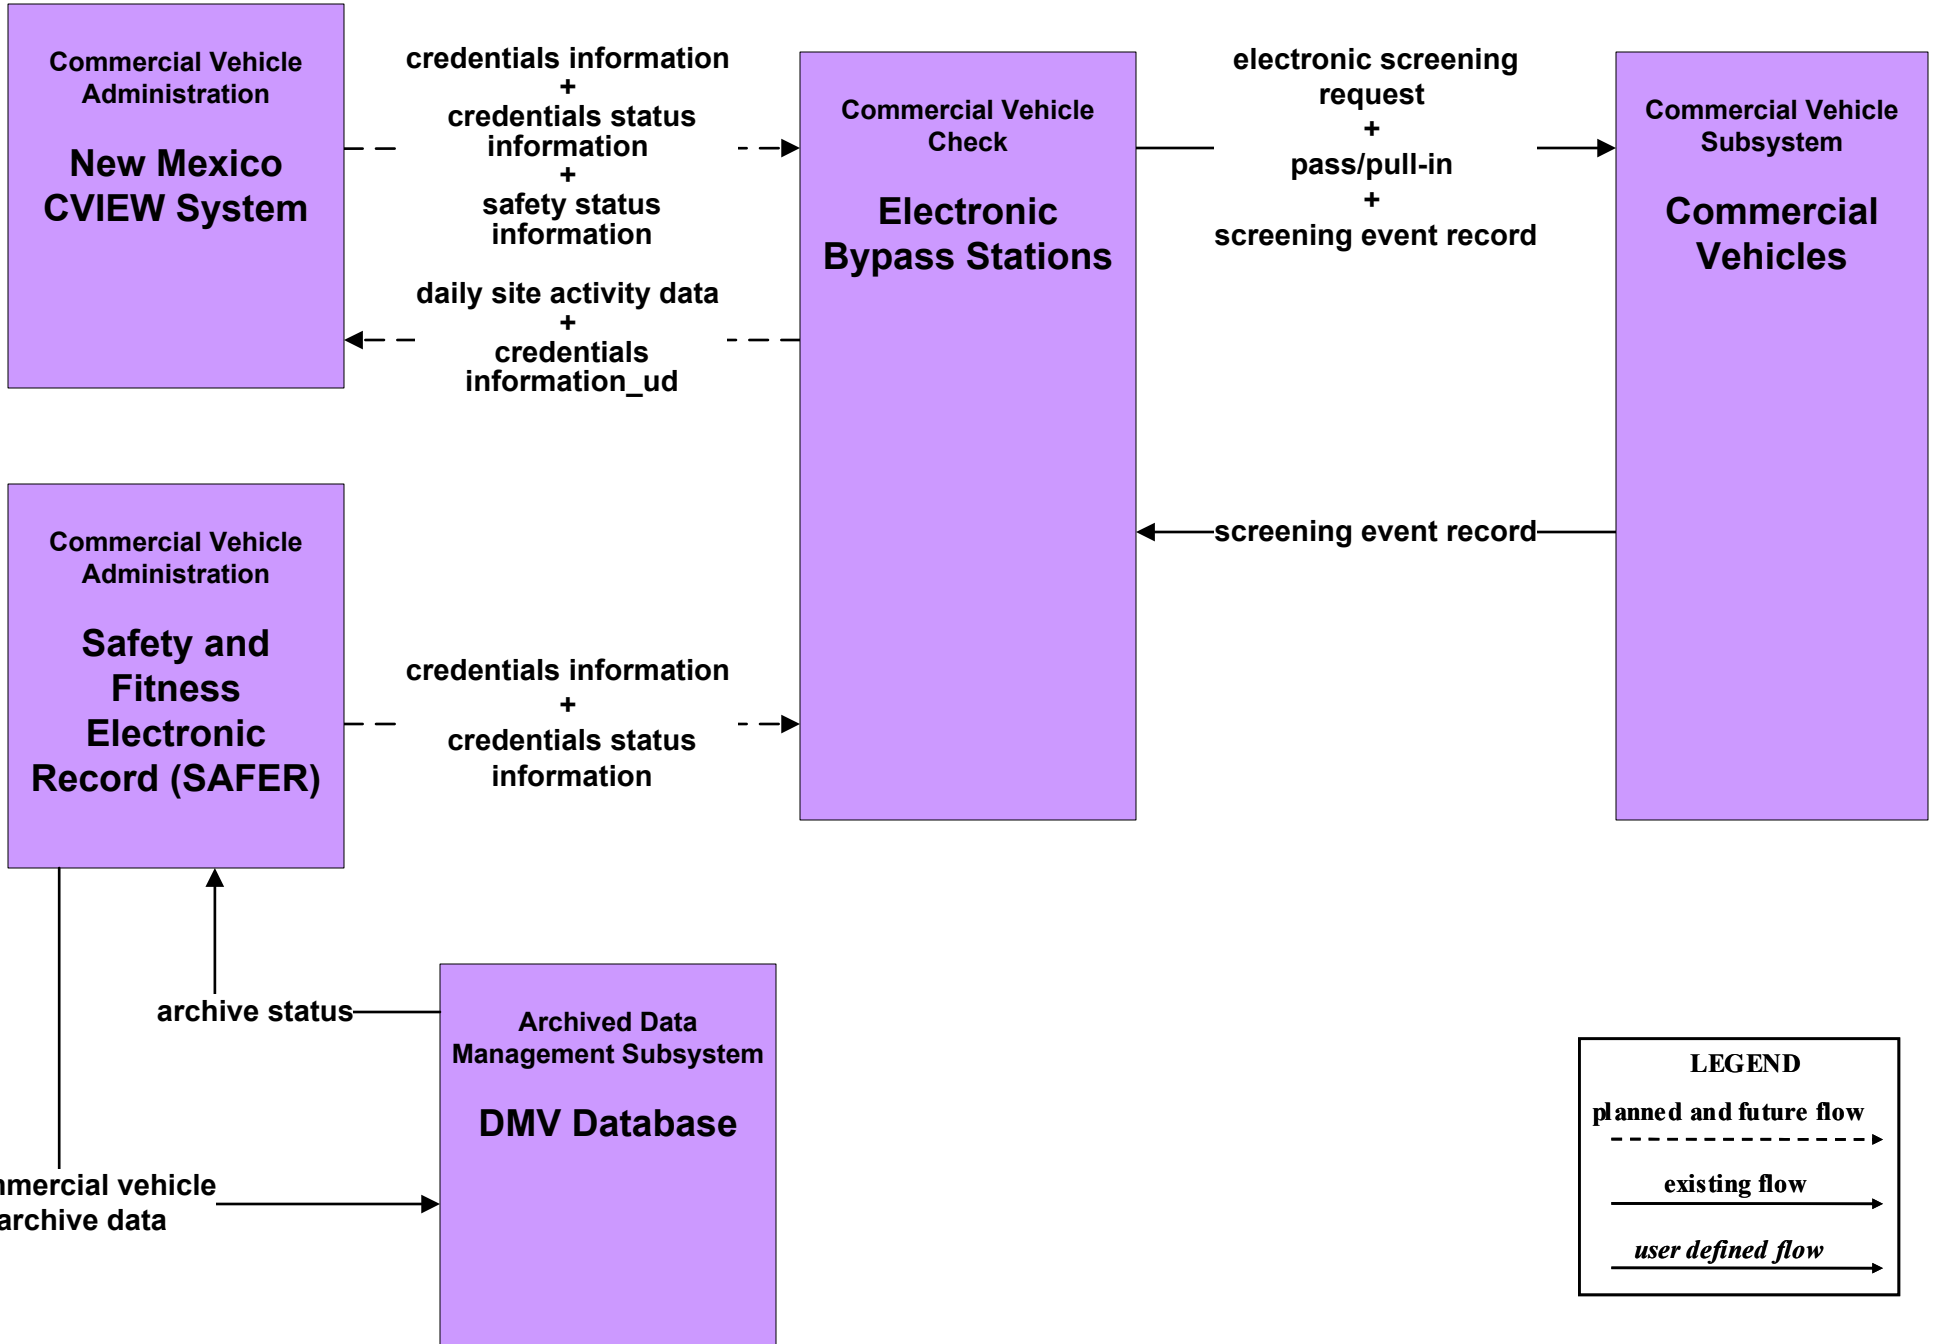 Commercial Vehicle
Administration
New Mexico
CVIEW System
credentials information
+
credentials status
information
+
safety status
information
daily site activity data
+
credentials
information_ud
Commercial Vehicle
Check
Electronic
Bypass Stations
electronic screening
request
+
pass/pull-in
+
screening event record
Commercial Vehicle
Subsystem
Commercial
Vehicles
screening event record
Commercial Vehicle
Administration
Safety and
Fitness
Electronic
Record (SAFER)
credentials information
+
credentials status
information
archive status
Archived Data
Management Subsystem
DMV Database
vehicle
archive data
LEGEND
planned and future flow
existing flow
user defined flow